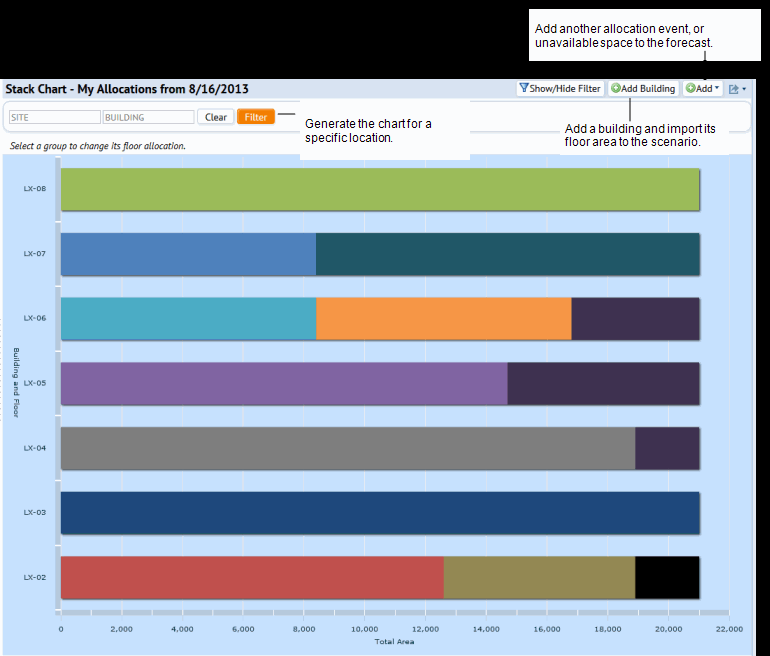 Add another allocation event, or
unavailable space to the forecast.
Stack Chart - My Allocations from 8/16/2013
Show/Hide Filter
Add Building
Add
SITE
BUILDING
Clear
Filter
Generate the chart for a
specific location.
Add a building and import its
floor area to the scenario.
Select a group to change its floor allocation.
Building and Floor
LX-08
LX-07
LX-06
LX-05
LX-04
LX-03
LX-02
0
2,000
4,000
6,000
8,000
10,000
12,000
14,000
16,000
18,000
20,000
22,000
Total Area